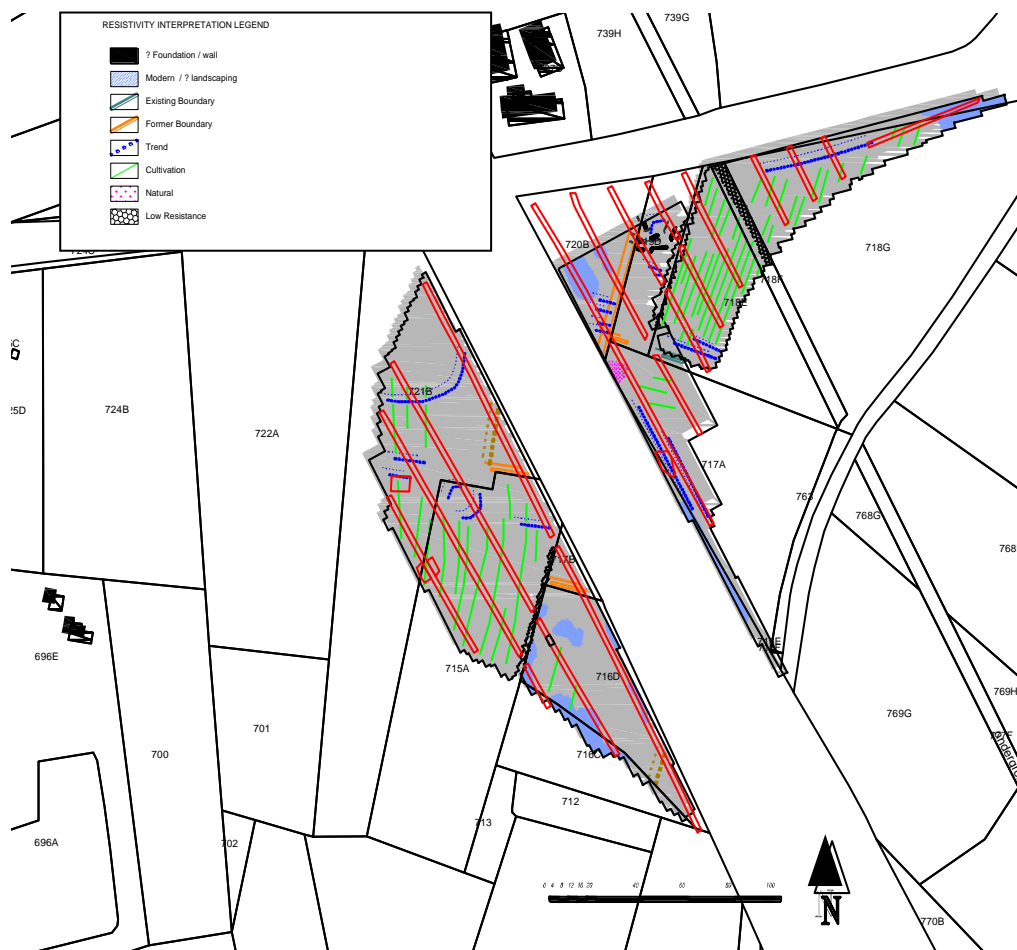 RESISTIVITY INTERPRETATION LEGEND
? Foundation / wall
Modern / ? landscaping
Existing Boundary
Former Boundary
Trend
Cultivation
Natural
Low Resistance
739G
739H
720B
718G
718F
718E
721B
724B
722A
717A
763
768G
768
717B
696E
715A
716D
769H
701
769G
700
716C
712
713
696A
702
770B
0 4 8 12 16 20 40 60 80 100
N